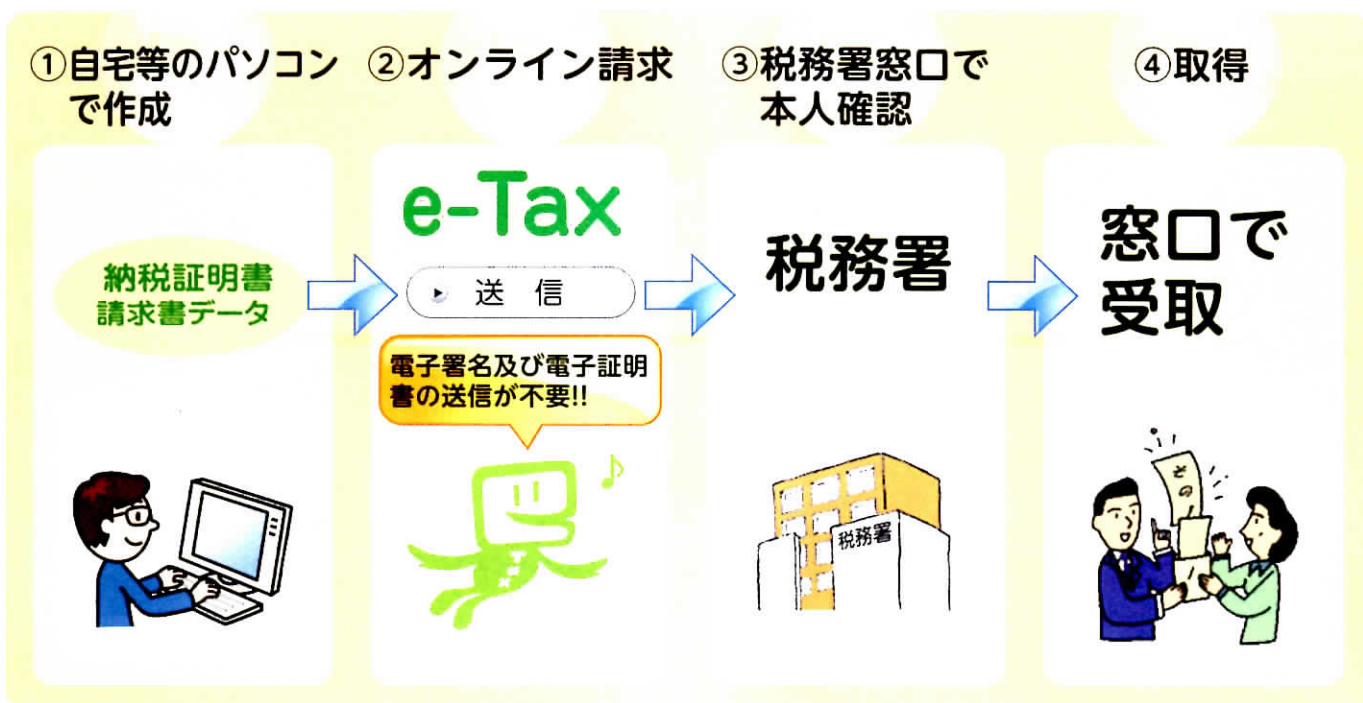 ①自宅等のパソコン
で作成
②オンライン請求
③税務署窓口で
本人確認
④取得
納税証明書
請求書データ
e-Tax
送 信
電子署名及び電子証明
書の送信が不要!!
税務署
税務署
窓口で
受取
その1